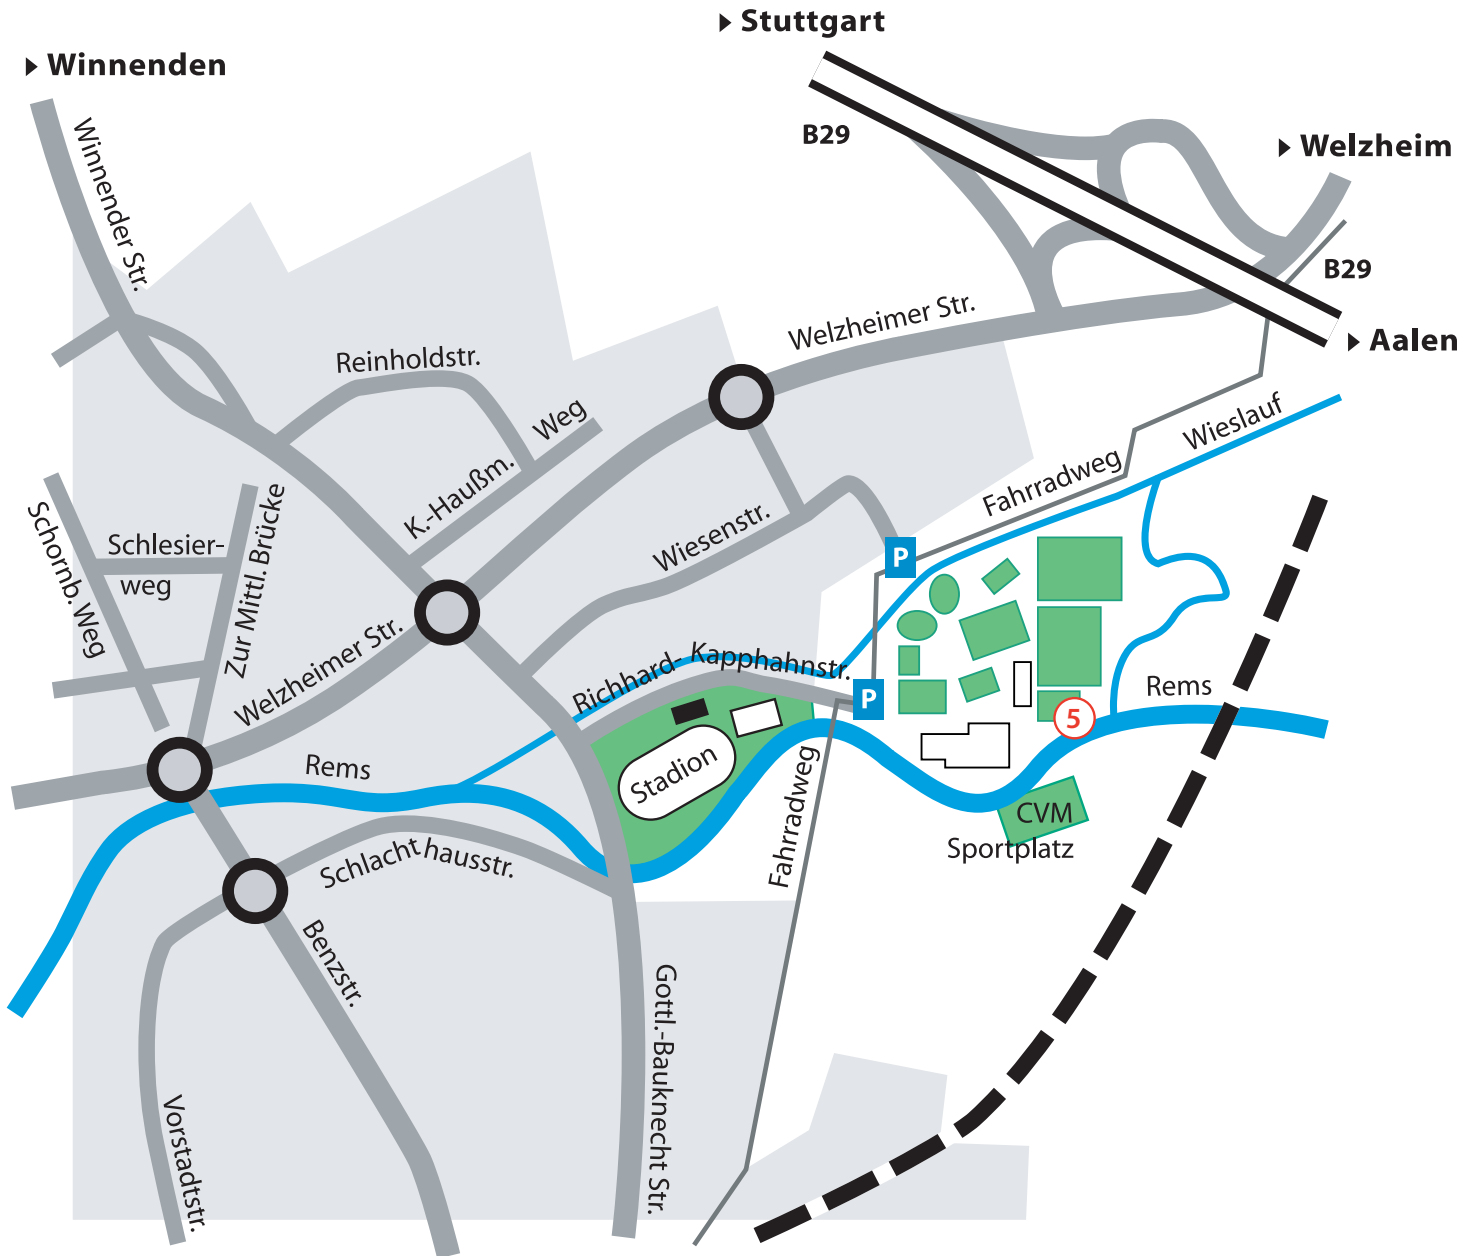 Stuttgart
Winnenden
B29
Welzheim
Winnender Str.
B29
Welzheimer Str.
Aalen
Reinholdstr.
K.-Haußm. Weg
Wieslauf
Fahrradweg
Schornb. Weg
Schlesier-
weg
Zur Mittl. Brücke
Wiesenstr.
P
Welzheimer Str.
Richhard- Kapphahnstr.
P
Rems
5
Rems
Stadion
Fahrradweg
CVM
Sportplatz
Schlachthausstr.
Benzstr.
Gottl.-Bauknecht Str.
Vorstadtstr.